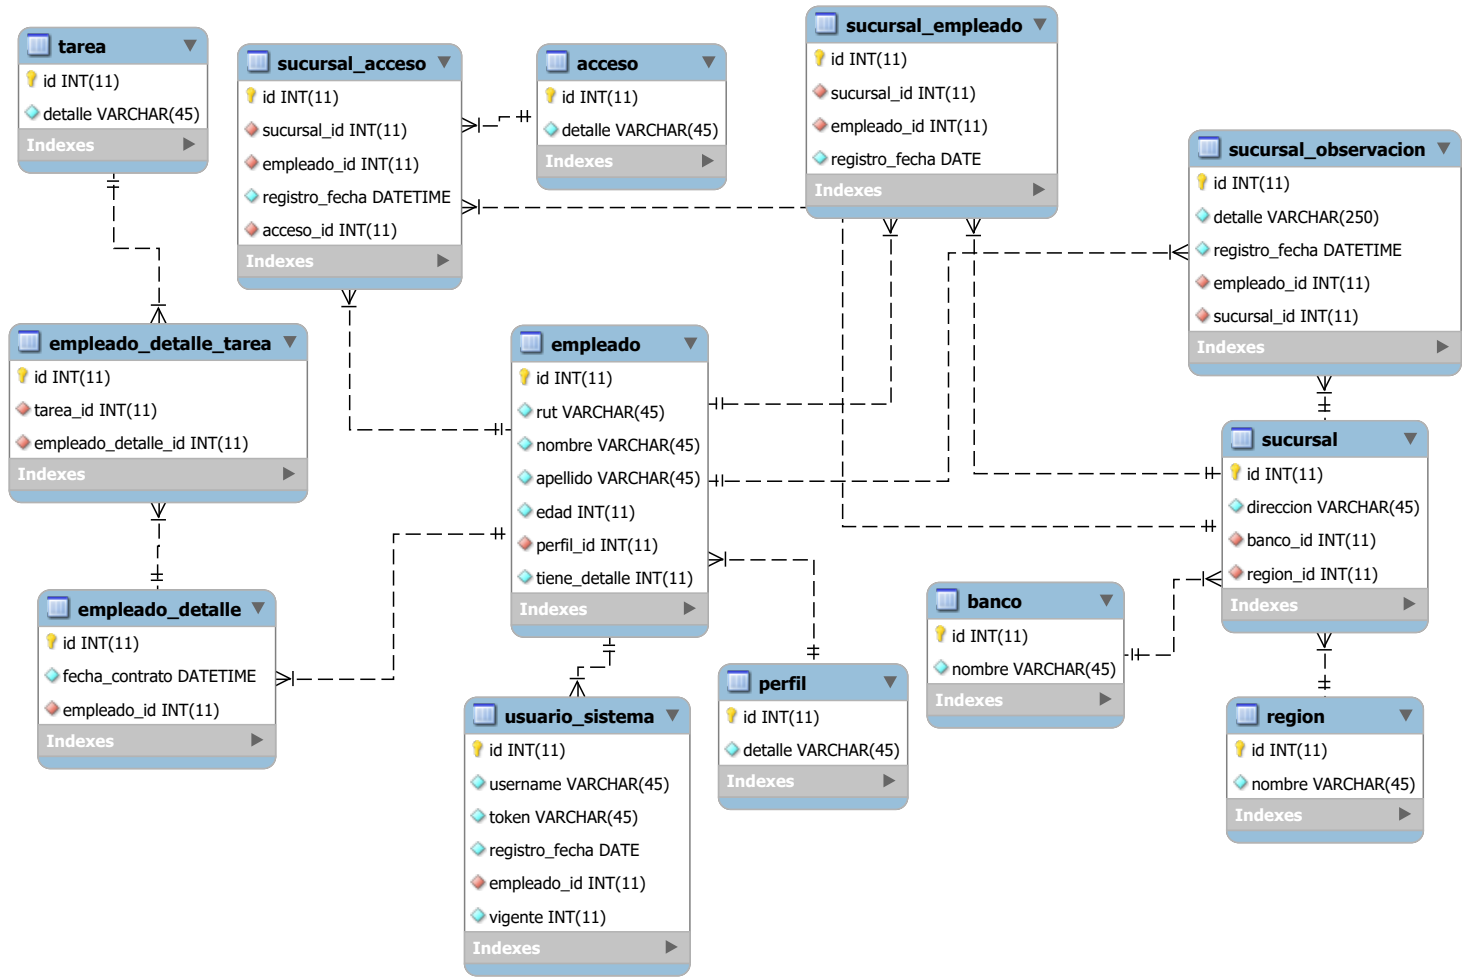 tarea
id INT(11)
detalle VARCHAR(45)
Indexes
sucursal_acceso
id INT(11)
sucursal_id INT(11)
empleado_id INT(11)
registro_fecha DATETIME
acceso_id INT(11)
Indexes
acceso
id INT(11)
detalle VARCHAR(45)
Indexes
sucursal_empleado
id INT(11)
sucursal_id INT(11)
empleado_id INT(11)
registro_fecha DATE
Indexes
sucursal_observacion
id INT(11)
detalle VARCHAR(250)
registro_fecha DATETIME
empleado_id INT(11)
sucursal_id INT(11)
Indexes
empleado_detalle_tarea
id INT(11)
tarea_id INT(11)
empleado_detalle_id INT(11)
Indexes
empleado
id INT(11)
rut VARCHAR(45)
nombre VARCHAR(45)
apellido VARCHAR(45)
edad INT(11)
perfil_id INT(11)
tiene_detalle INT(11)
Indexes
sucursal
id INT(11)
direccion VARCHAR(45)
banco_id INT(11)
region_id INT(11)
Indexes
empleado_detalle
id INT(11)
fecha_contrato DATETIME
empleado_id INT(11)
Indexes
banco
id INT(11)
nombre VARCHAR(45)
Indexes
perfil
id INT(11)
detalle VARCHAR(45)
Indexes
usuario_sistema
id INT(11)
username VARCHAR(45)
token VARCHAR(45)
registro_fecha DATE
empleado_id INT(11)
vigente INT(11)
Indexes
region
id INT(11)
nombre VARCHAR(45)
Indexes